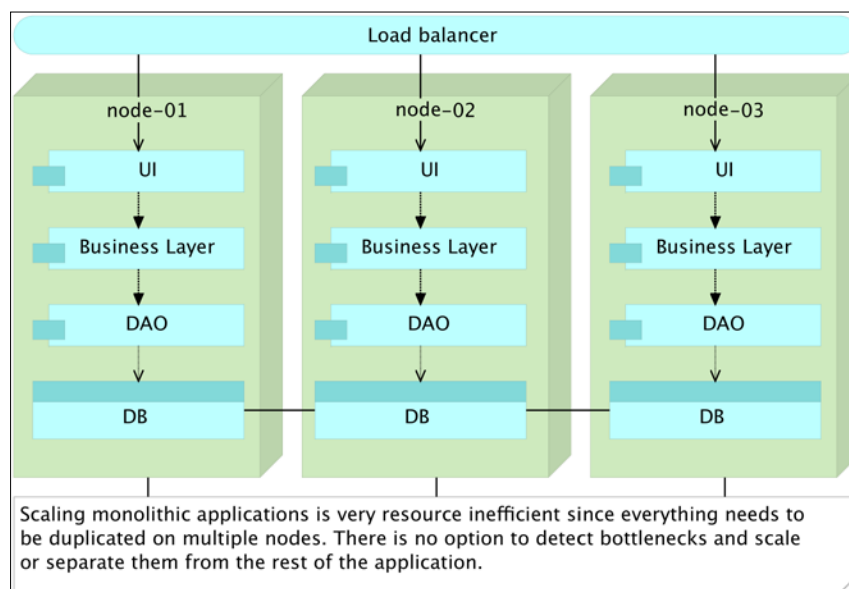 Load balancer
node-01 node-02 node-03
UI UI UI
Business Layer Business Layer Business Layer
DAO DAO DAO
DB DB DB
Scaling monolithic applications is very resource inefficient since everything needs to
be duplicated on multiple nodes. There is no option to detect bottlenecks and scale
or separate them from the rest of the application.